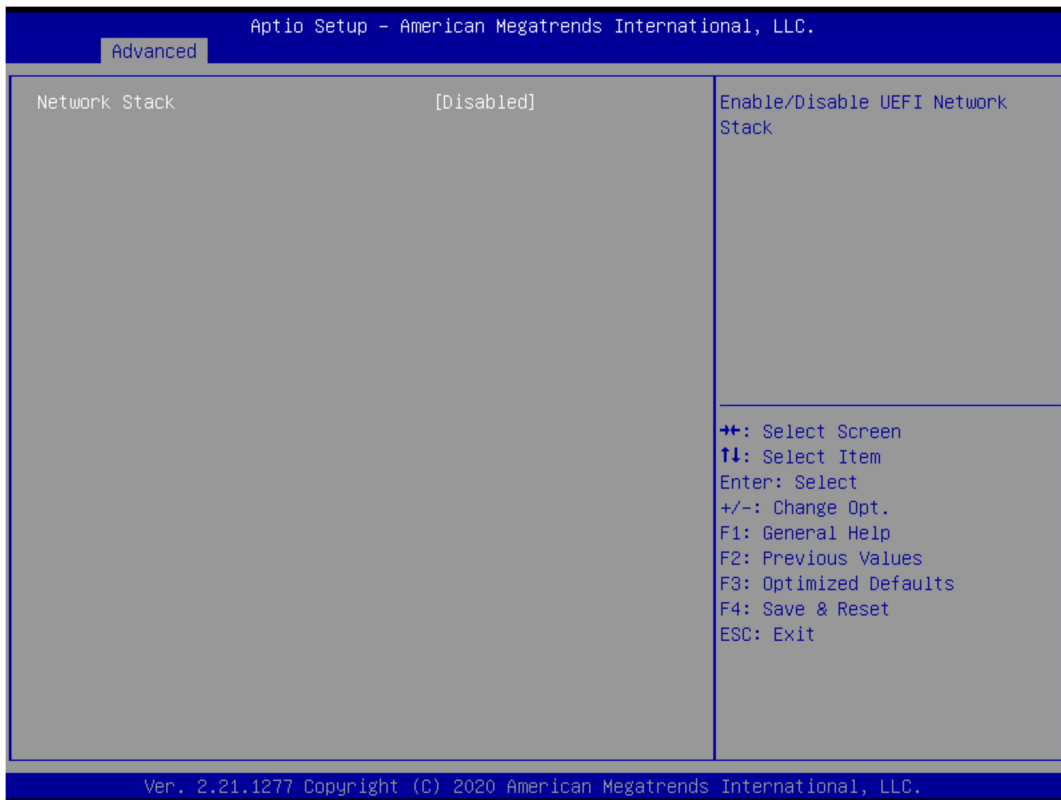 Aptio Setup – American Megatrends International, LLC.
Advanced
Network Stack [Disabled]
Enable/Disable UEFI Network
Stack
→←: Select Screen
↑↓: Select Item
Enter: Select
+/-: Change Opt.
F1: General Help
F2: Previous Values
F3: Optimized Defaults
F4: Save & Reset
ESC: Exit
Ver. 2.21.1277 Copyright (C) 2020 American Megatrends International, LLC.